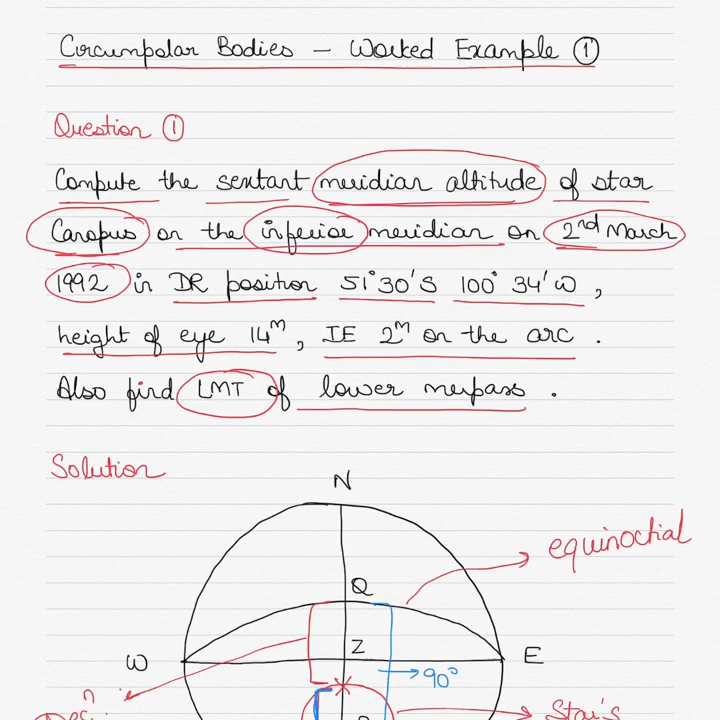 Circumpolar Bodies – Worked Example ①
Question ①
Compute the sextant meridian altitude of star
Canopus on the inferior meridian on 2nd March
1992 in DR position 51°30'S 100° 34' W ,
height of eye 14m, IE 2m on the arc .
Also find LMT of lower merpass .
Solution
N
equinoctial
Q
Z
W
E
90°
Star's